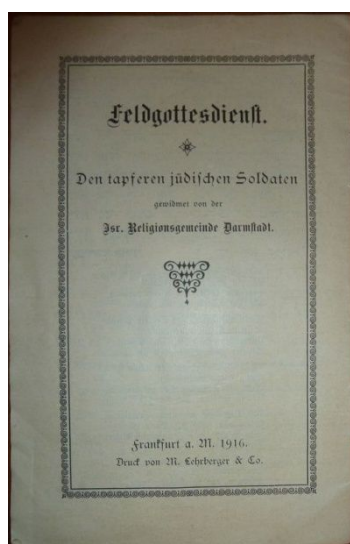 Feldgottesdienst.
Den tapferen jüdischen Soldaten
gewidmet von der
Isr. Religionsgemeinde Darmstadt.
Frankfurt a. M. 1916.
Druck von M. Lehrberger & Co.